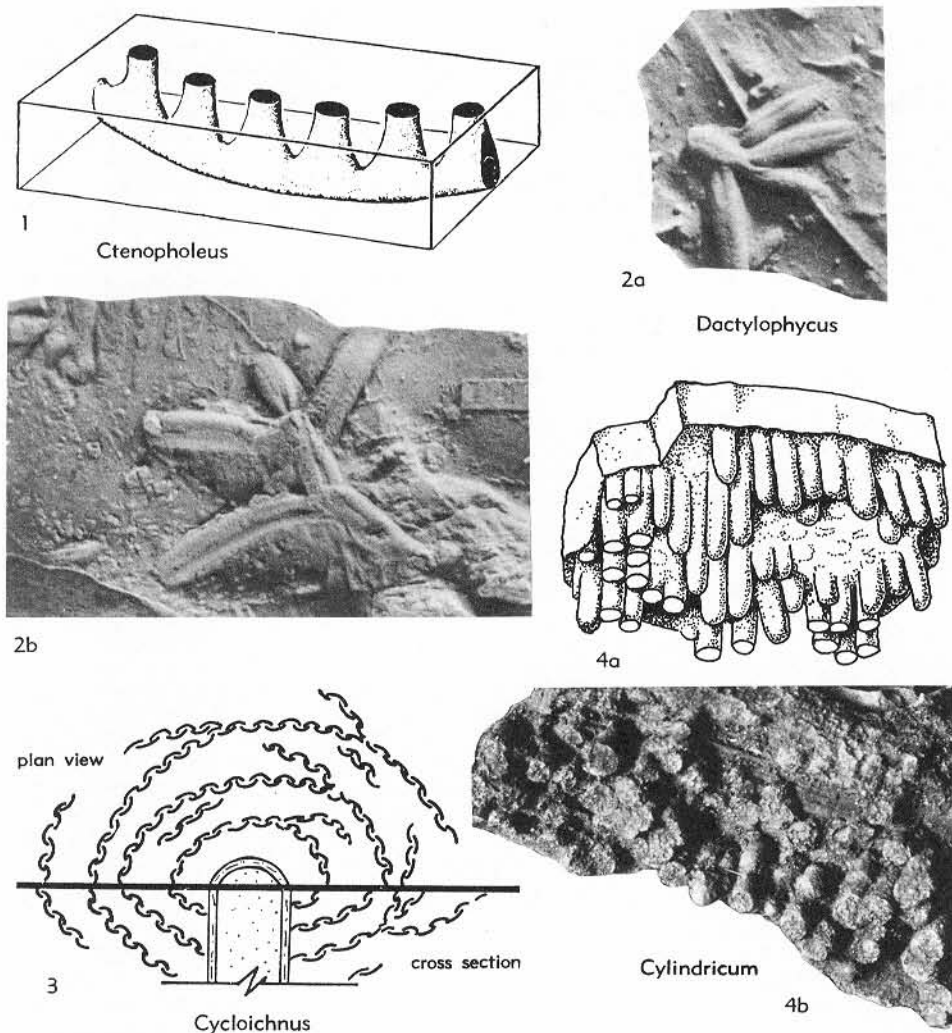 1
Ctenopholeus
2a
Dactylophycus
2b
4a
plan view
cross section
3
Cycloichnus
Cylindricum
4b